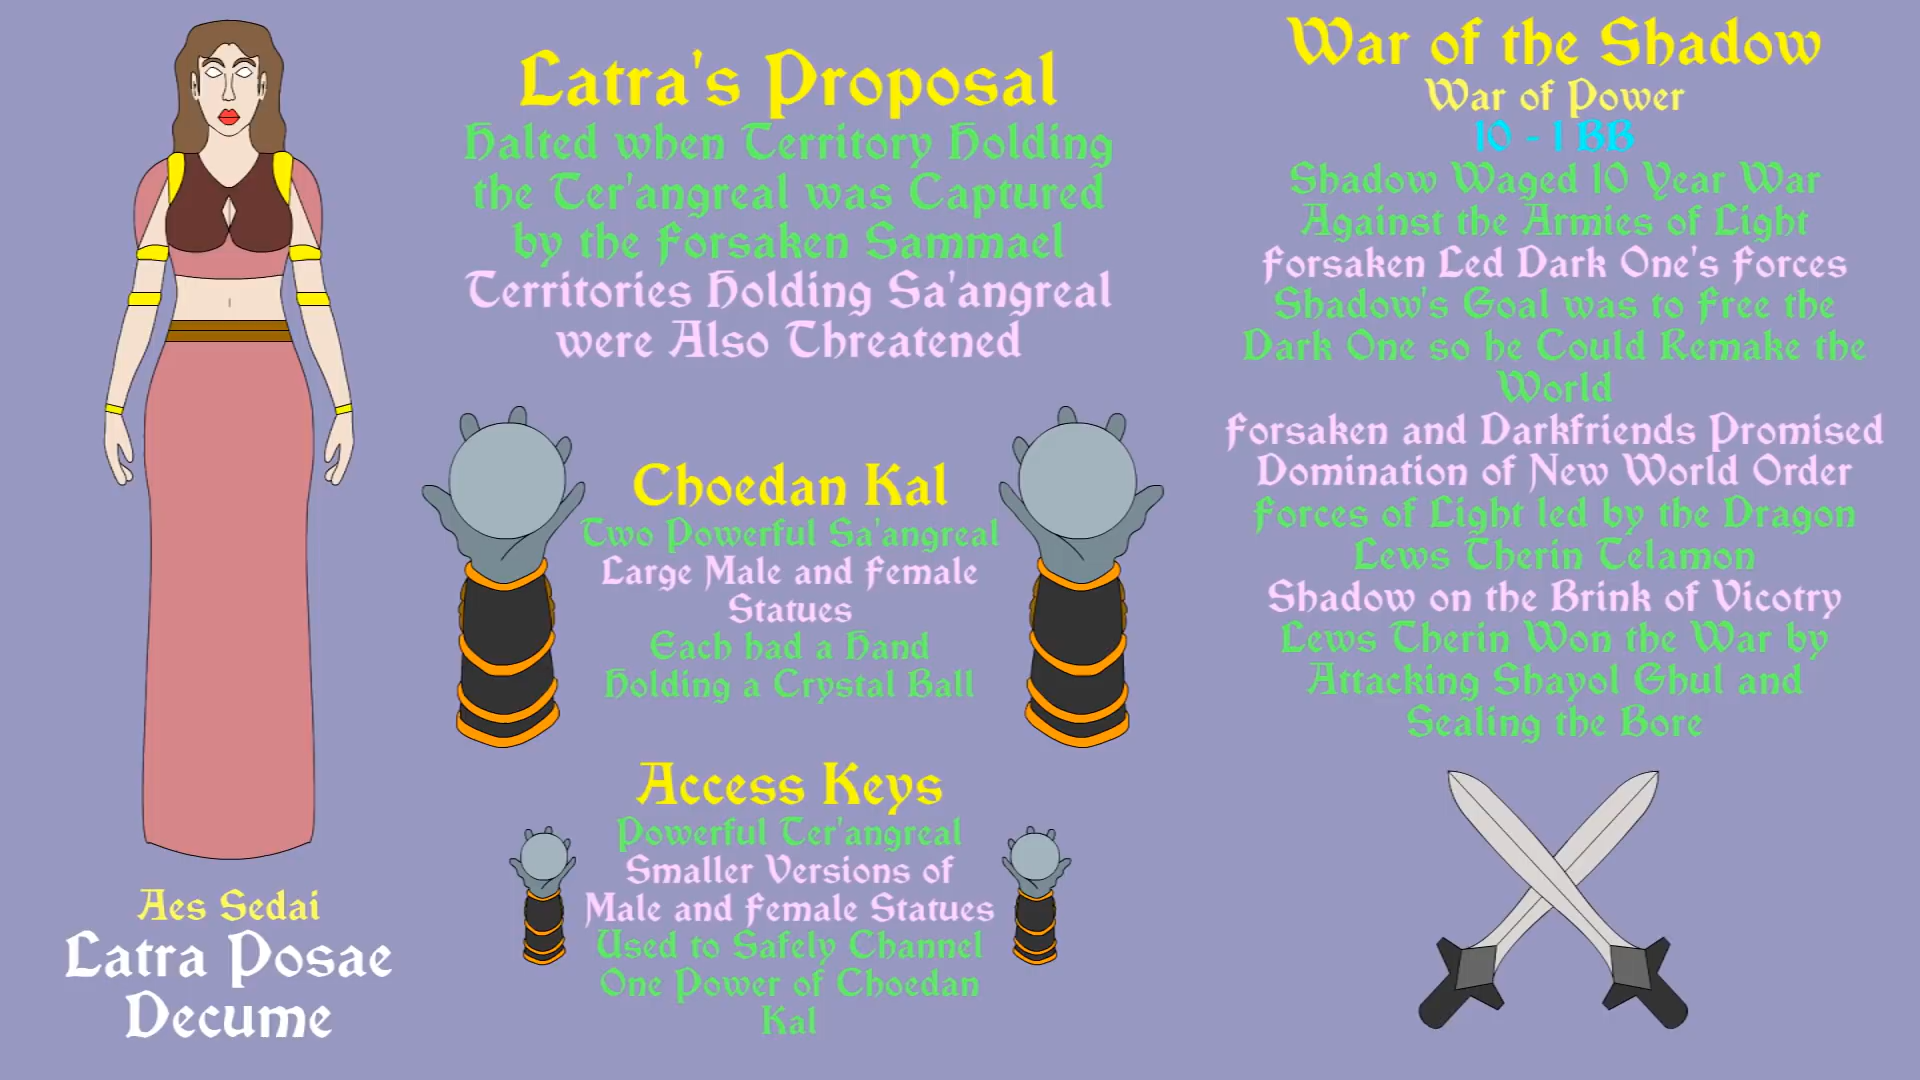 Latra's Proposal
Halted when Territory Holding
the Ter'angreal was Captured
by the Forsaken Sammael
Territories Holding Sa'angreal
were Also Threatened
Choedan Kal
Two Powerful Sa'angreal
Large Male and Female
Statues
Each had a Hand
Holding a Crystal Ball
Access Keys
Powerful Ter'angreal
Smaller Versions of
Male and Female Statues
Used to Safely Channel
One Power of Choedan
Kal
War of the Shadow
War of Power
10 - 1 BB
Shadow Waged 10 Year War
Against the Armies of Light
Forsaken Led Dark One's Forces
Shadow's Goal was to Free the
Dark One so he Could Remake the
World
Forsaken and Darkfriends Promised
Domination of New World Order
Forces of Light led by the Dragon
Lews Therin Telamon
Shadow on the Brink of Vicotry
Lews Therin Won the War by
Attacking Shayol Ghul and
Sealing the Bore
Aes Sedai
Latra Posae
Decume